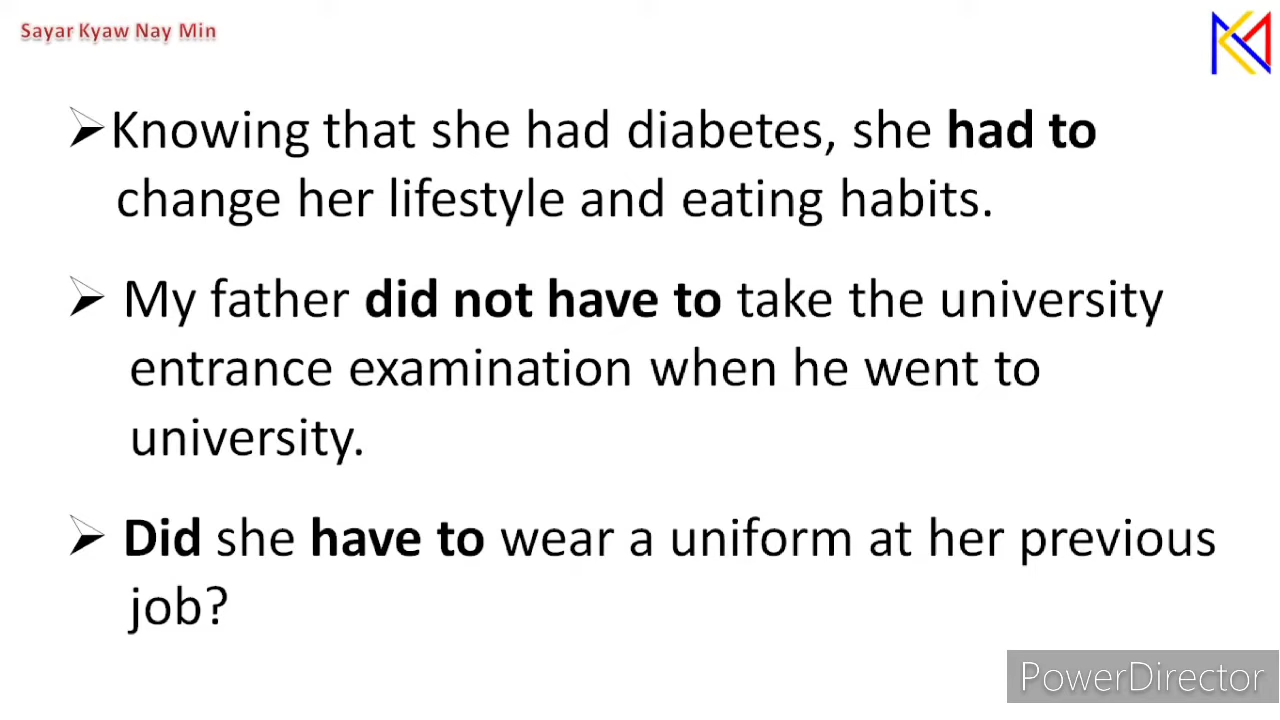 Sayar Kyaw Nay Min
➢Knowing that she had diabetes, she had to
change her lifestyle and eating habits.
➢ My father did not have to take the university
entrance examination when he went to
university.
➢ Did she have to wear a uniform at her previous
job?
PowerDirector